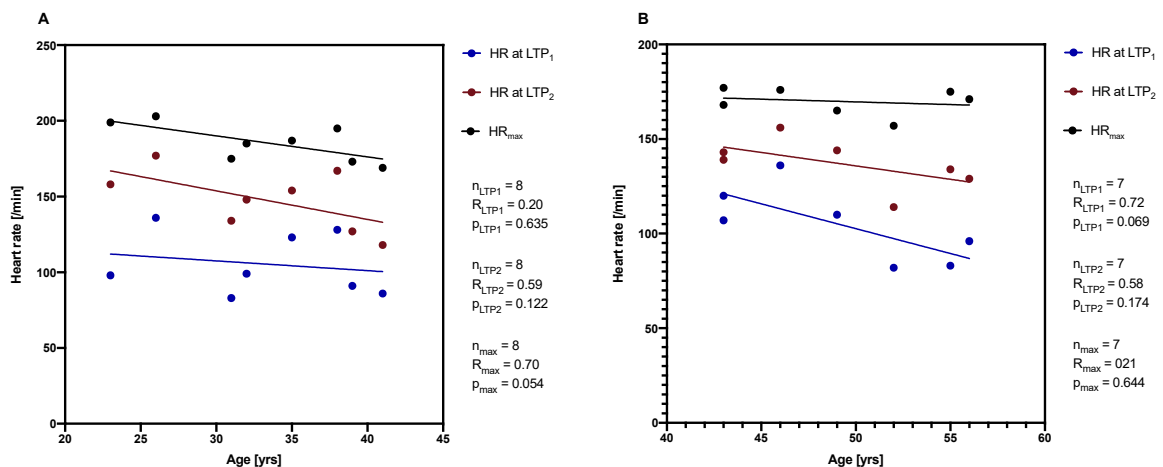 A
250
200
150
100
50
0
20 25 30 35 40 45
Heart rate [/min]
Age [yrs]
HR at LTP₁
HR at LTP₂
HRmax
nLTP1 = 8
RLTP1 = 0.20
pLTP1 = 0.635
nLTP2 = 8
RLTP2 = 0.59
pLTP2 = 0.122
nmax = 8
Rmax = 0.70
pmax = 0.054
B
200
150
100
50
0
40 45 50 55 60
Heart rate [/min]
Age [yrs]
HR at LTP₁
HR at LTP₂
HRmax
nLTP1 = 7
RLTP1 = 0.72
pLTP1 = 0.069
nLTP2 = 7
RLTP2 = 0.58
pLTP2 = 0.174
nmax = 7
Rmax = 021
pmax = 0.644